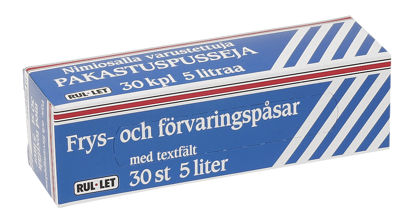 Nimiosalla varustettuja
PAKASTUSPUSSEJA
30 kpl 5 litraa
RUL·LET
Frys- och förvaringspåsar
med textfält
30 st 5 liter
RUL·LET